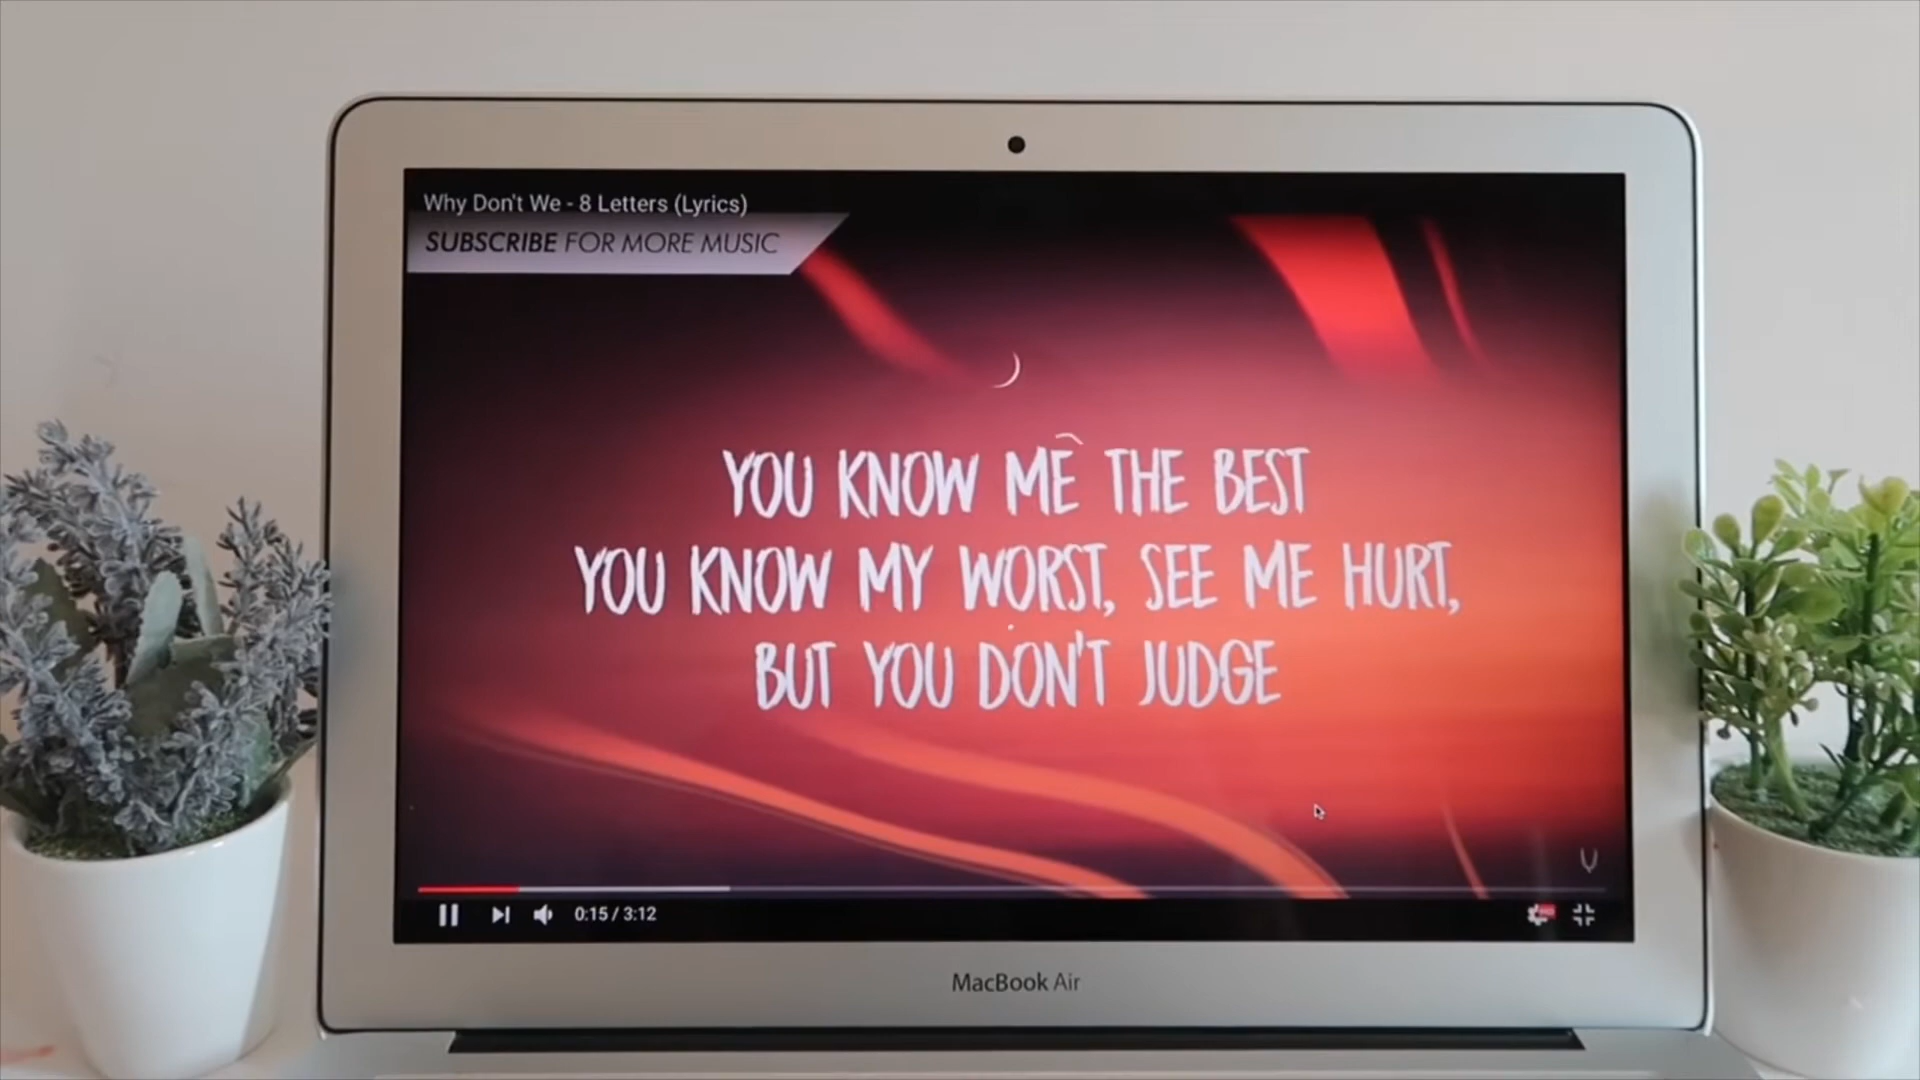 Why Don't We - 8 Letters (Lyrics)
SUBSCRIBE FOR MORE MUSIC
YOU KNOW ME THE BEST
YOU KNOW MY WORST, SEE ME HURT,
BUT YOU DON'T JUDGE
0:15 / 3:12
MacBook Air